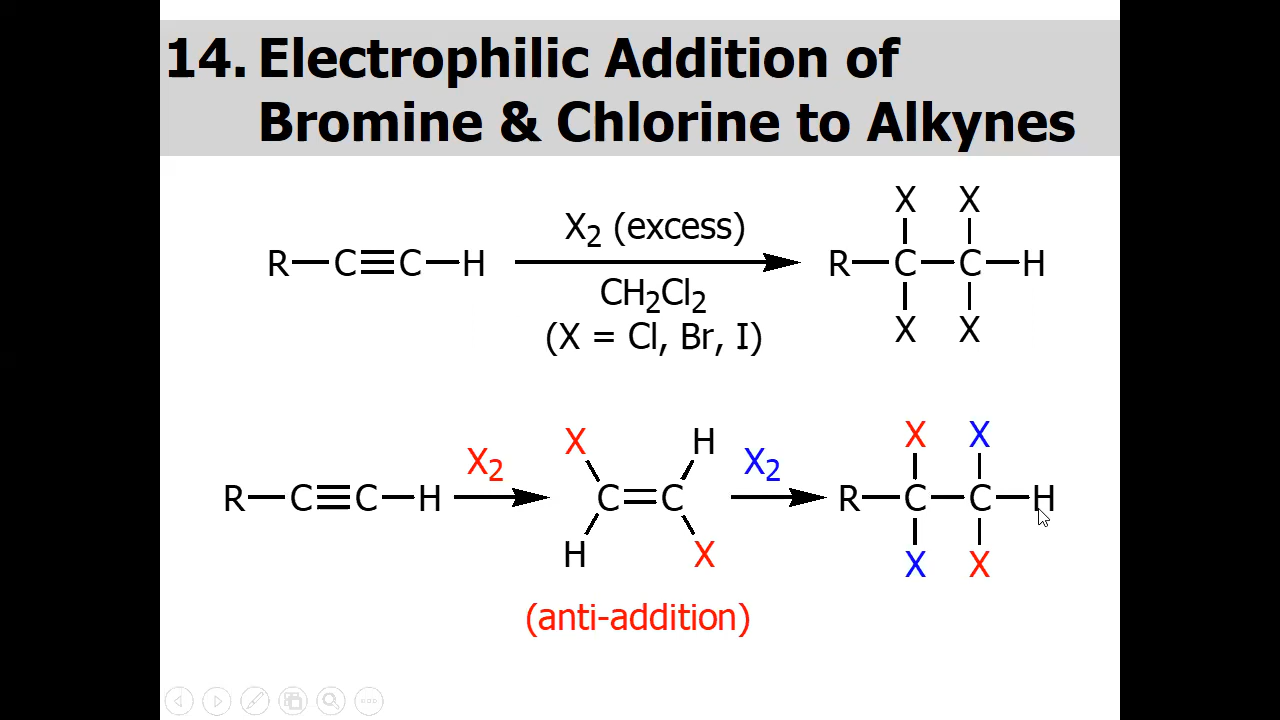 14. Electrophilic Addition of
Bromine & Chlorine to Alkynes
X X
X₂ (excess)
R—C≡C—H R—C—C—H
CH₂Cl₂
X X
(X = Cl, Br, I)
X H X X
X₂ X₂
R—C≡C—H C=C R—C—C—H
H X X X
(anti-addition)